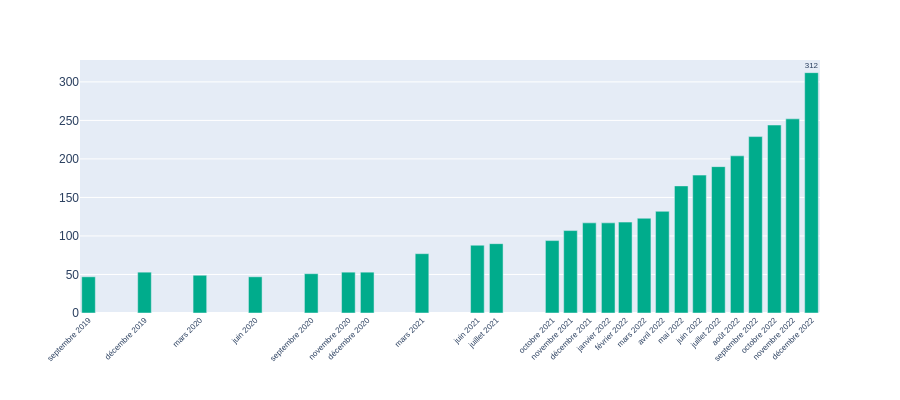 312
300
250
200
150
100
50
0
septembre 2019
décembre 2019
mars 2020
juin 2020
septembre 2020
novembre 2020
décembre 2020
mars 2021
juin 2021
juillet 2021
octobre 2021
novembre 2021
décembre 2021
janvier 2022
février 2022
mars 2022
avril 2022
mai 2022
juin 2022
juillet 2022
août 2022
septembre 2022
octobre 2022
novembre 2022
décembre 2022